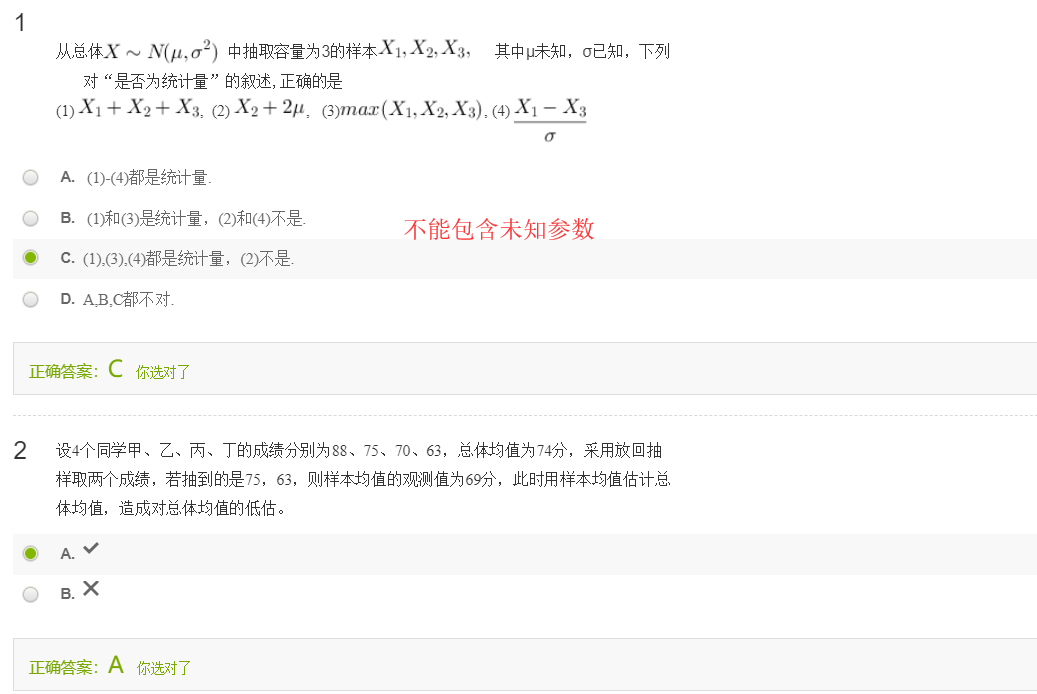 1
从总体X ~ N(μ,σ²) 中抽取容量为3的样本X₁, X₂, X₃, 其中μ未知，σ已知，下列
对“是否为统计量”的叙述,正确的是
(1) X₁ + X₂ + X₃, (2) X₂ + 2μ, (3)max(X₁, X₂, X₃), (4) (X₁ − X₃)/σ
A. (1)-(4)都是统计量.
B. (1)和(3)是统计量，(2)和(4)不是.
不能包含未知参数
C. (1),(3),(4)都是统计量，(2)不是.
D. A,B,C都不对.
正确答案：C 你选对了
2
设4个同学甲、乙、丙、丁的成绩分别为88、75、70、63，总体均值为74分，采用放回抽
样取两个成绩，若抽到的是75，63，则样本均值的观测值为69分，此时用样本均值估计总
体均值，造成对总体均值的低估。
A. ✓
B. ✕
正确答案：A 你选对了